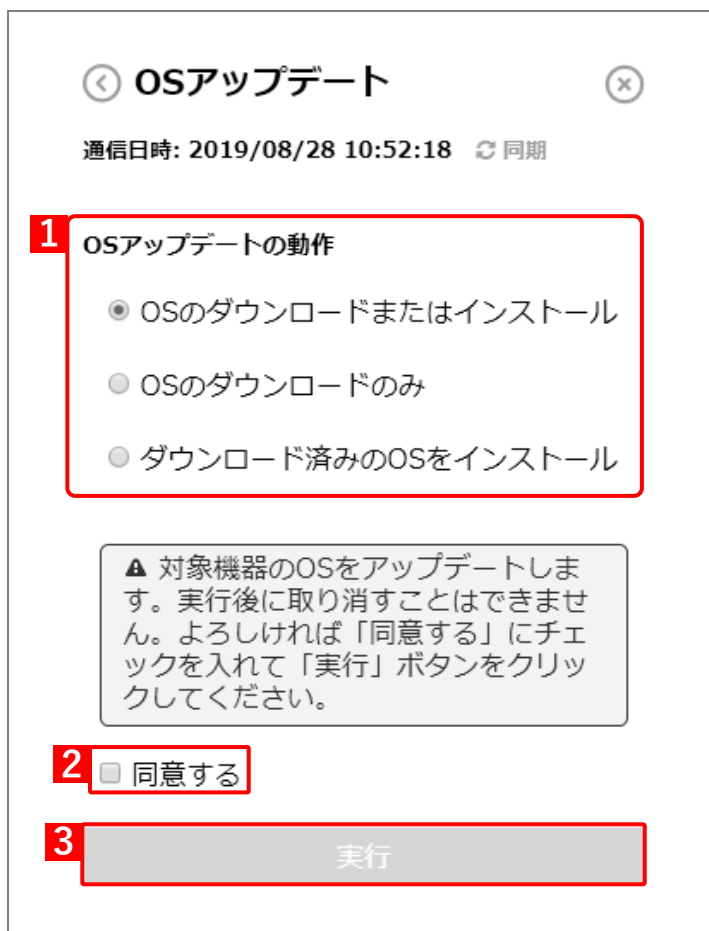 OSアップデート
通信日時: 2019/08/28 10:52:18 同期
1
OSアップデートの動作
OSのダウンロードまたはインストール
OSのダウンロードのみ
ダウンロード済みのOSをインストール
対象機器のOSをアップデートしま
す。実行後に取り消すことはできませ
ん。よろしければ「同意する」にチェ
ックを入れて「実行」ボタンをクリッ
クしてください。
2 同意する
3 実行